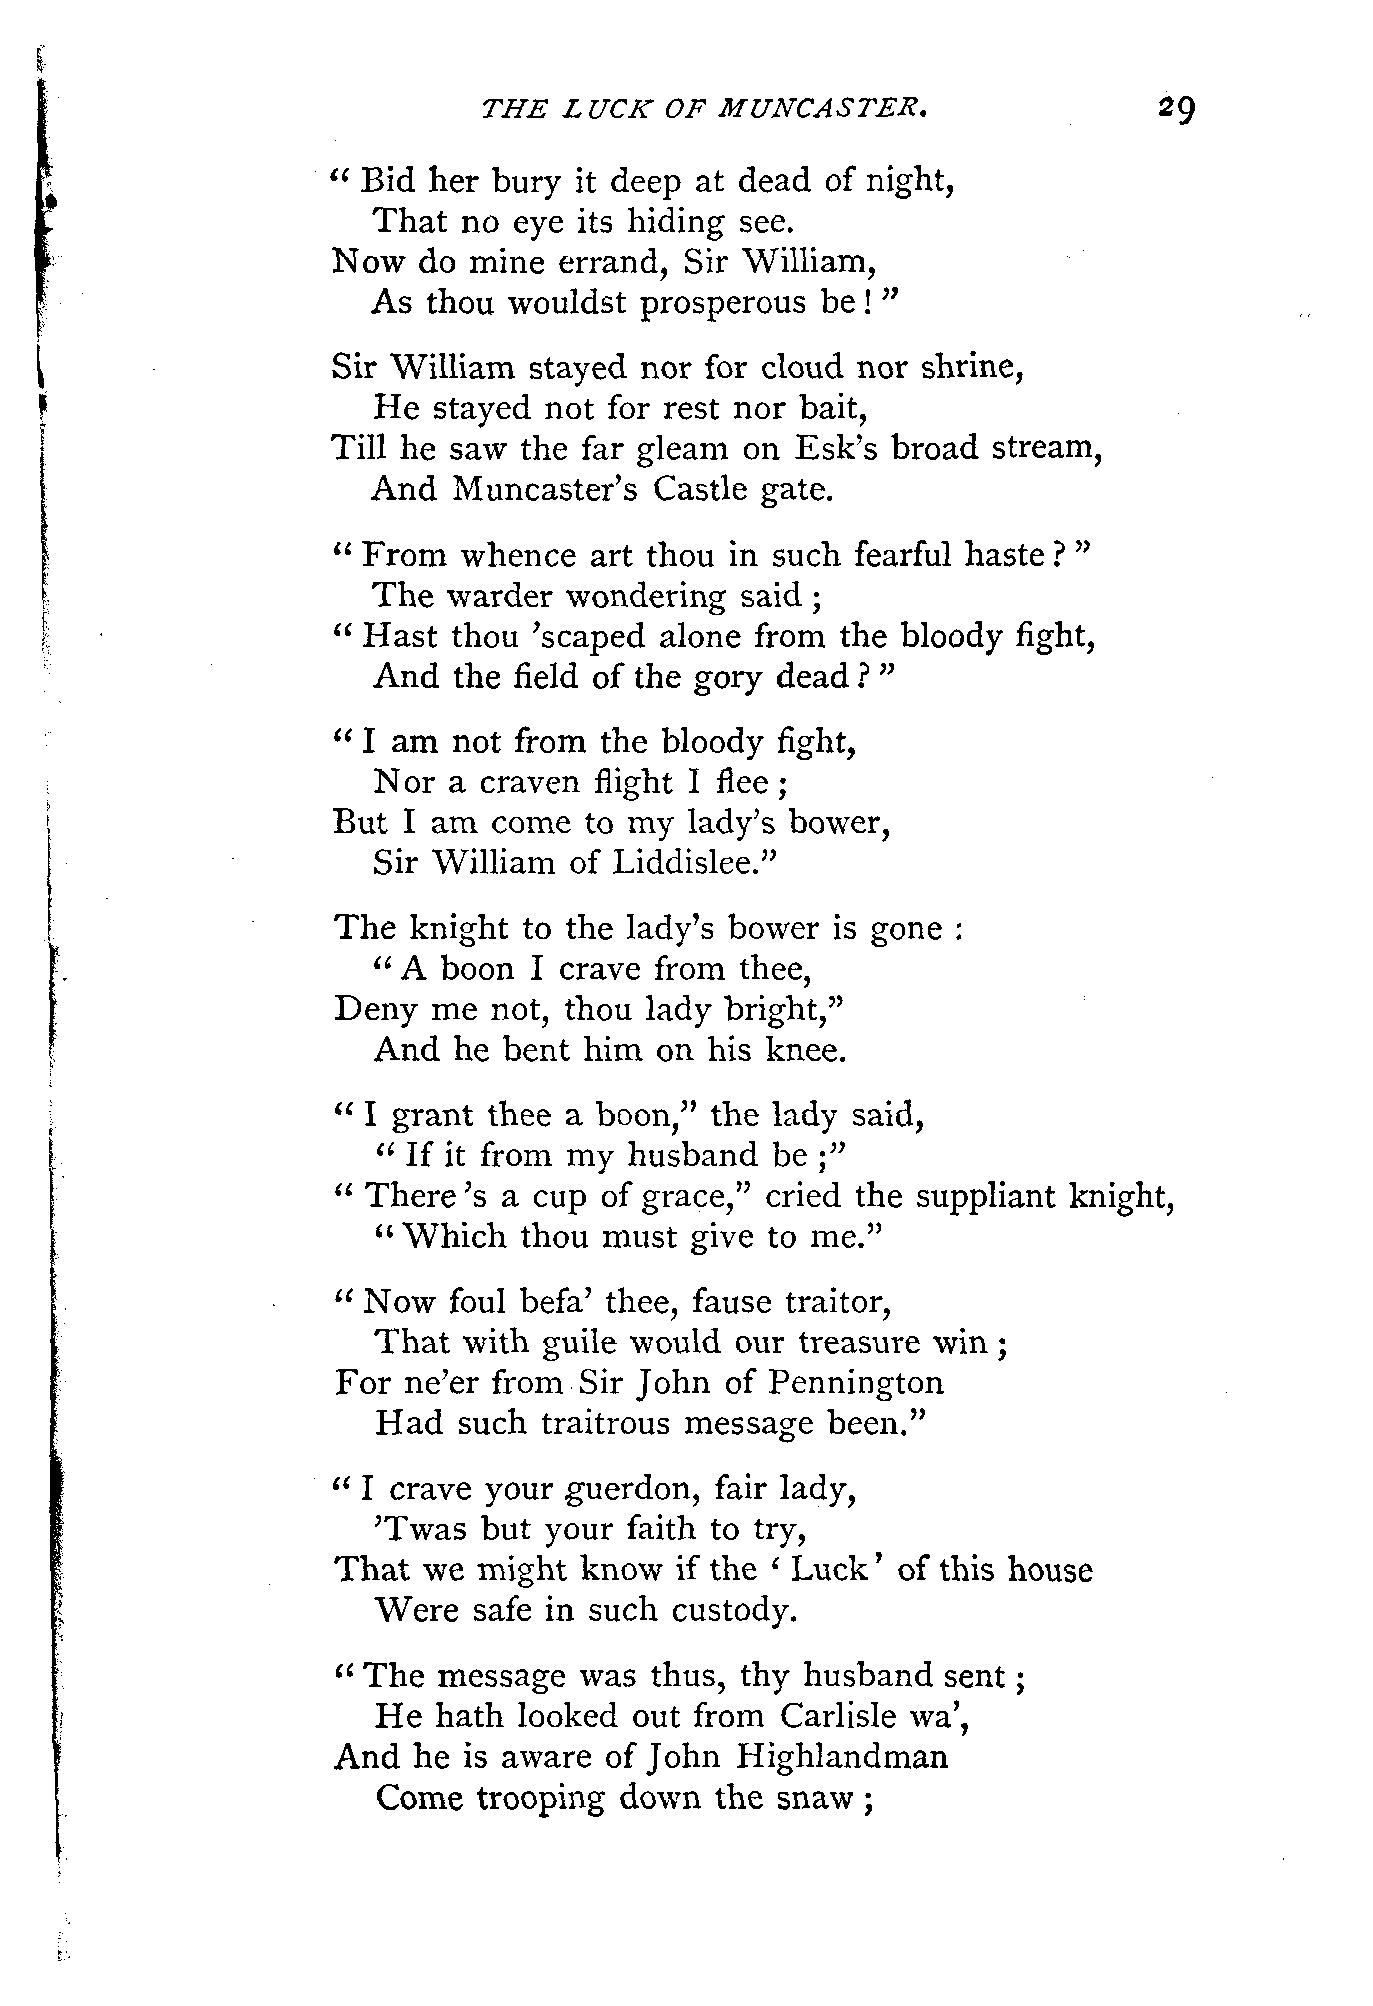 THE LUCK OF MUNCASTER. 29
“ Bid her bury it deep at dead of night,
That no eye its hiding see.
Now do mine errand, Sir William,
As thou wouldst prosperous be ! ”
Sir William stayed nor for cloud nor shrine,
He stayed not for rest nor bait,
Till he saw the far gleam on Esk’s broad stream,
And Muncaster’s Castle gate.
“ From whence art thou in such fearful haste ? ”
The warder wondering said ;
“ Hast thou ’scaped alone from the bloody fight,
And the field of the gory dead ? ”
“ I am not from the bloody fight,
Nor a craven flight I flee ;
But I am come to my lady’s bower,
Sir William of Liddislee.”
The knight to the lady’s bower is gone :
“ A boon I crave from thee,
Deny me not, thou lady bright,”
And he bent him on his knee.
“ I grant thee a boon,” the lady said,
“ If it from my husband be ;”
“ There ’s a cup of grace,” cried the suppliant knight,
“ Which thou must give to me.”
“ Now foul befa’ thee, fause traitor,
That with guile would our treasure win ;
For ne’er from Sir John of Pennington
Had such traitrous message been.”
“ I crave your guerdon, fair lady,
’Twas but your faith to try,
That we might know if the ‘ Luck ’ of this house
Were safe in such custody.
“ The message was thus, thy husband sent ;
He hath looked out from Carlisle wa’,
And he is aware of John Highlandman
Come trooping down the snaw ;